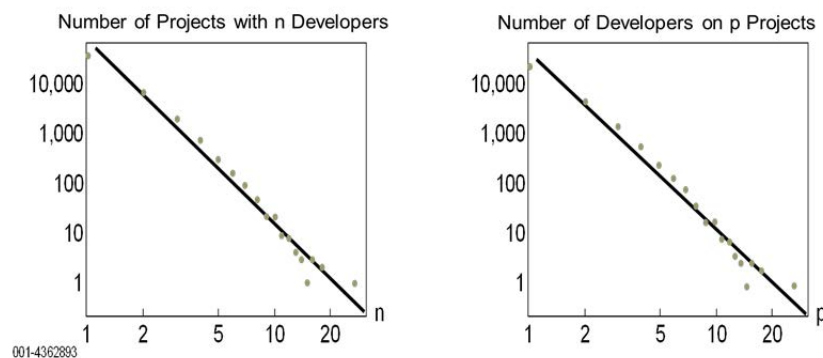 Number of Projects with n Developers
10,000
1,000
100
10
1
1 2 5 10 20 n
Number of Developers on p Projects
10,000
1,000
100
10
1
1 2 5 10 20 p
001-4362893